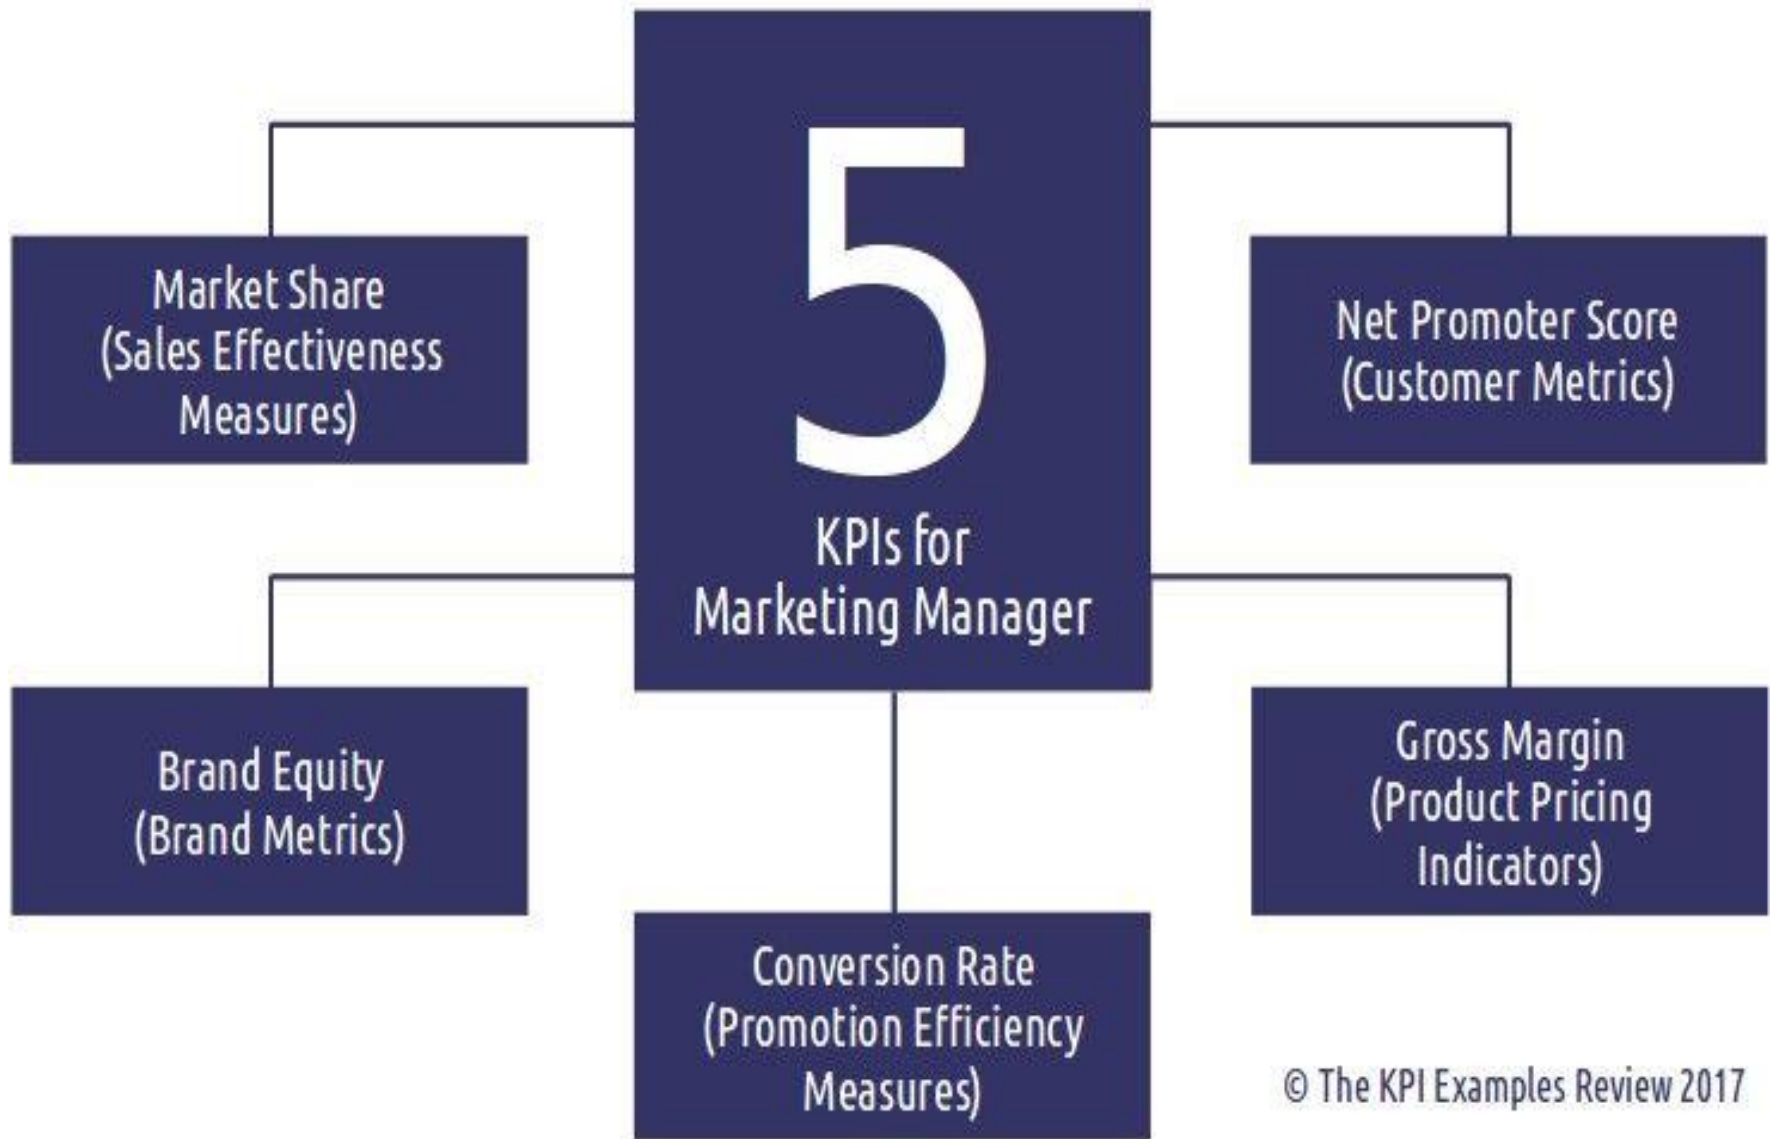 5
KPIs for
Marketing Manager
Market Share
(Sales Effectiveness
Measures)
Net Promoter Score
(Customer Metrics)
Brand Equity
(Brand Metrics)
Gross Margin
(Product Pricing
Indicators)
Conversion Rate
(Promotion Efficiency
Measures)
© The KPI Examples Review 2017